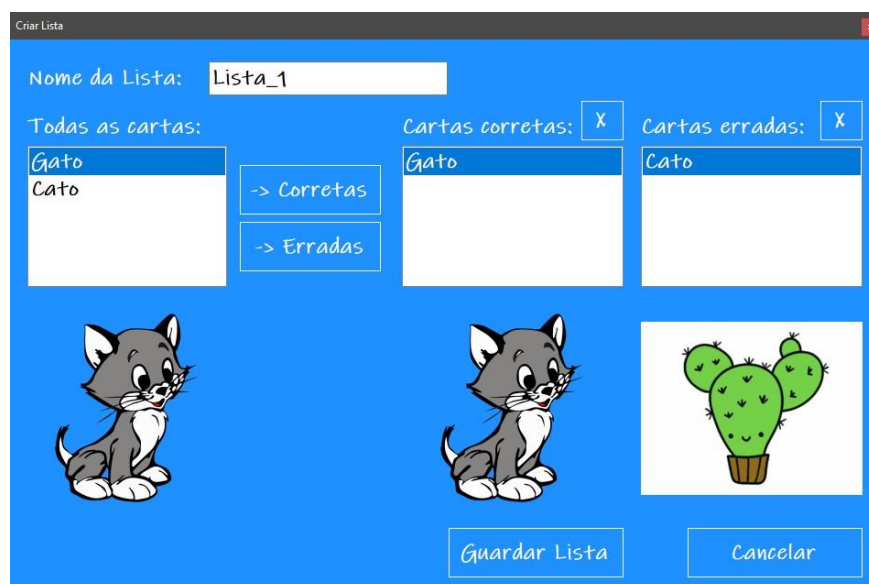 Criar Lista
Nome da Lista: Lista_1
Todas as cartas:
Gato
Cato
-> Corretas
-> Erradas
Cartas corretas: X
Gato
Cartas erradas: X
Cato
Guardar Lista
Cancelar